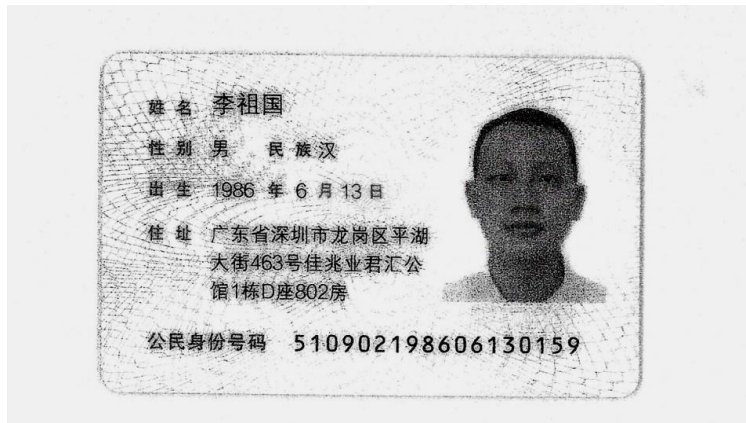 姓名 李祖国
性别 男 民族 汉
出生 1986 年 6 月 13 日
住址 广东省深圳市龙岗区平湖
大街463号佳兆业君汇公
馆1栋D座802房
公民身份号码 510902198606130159